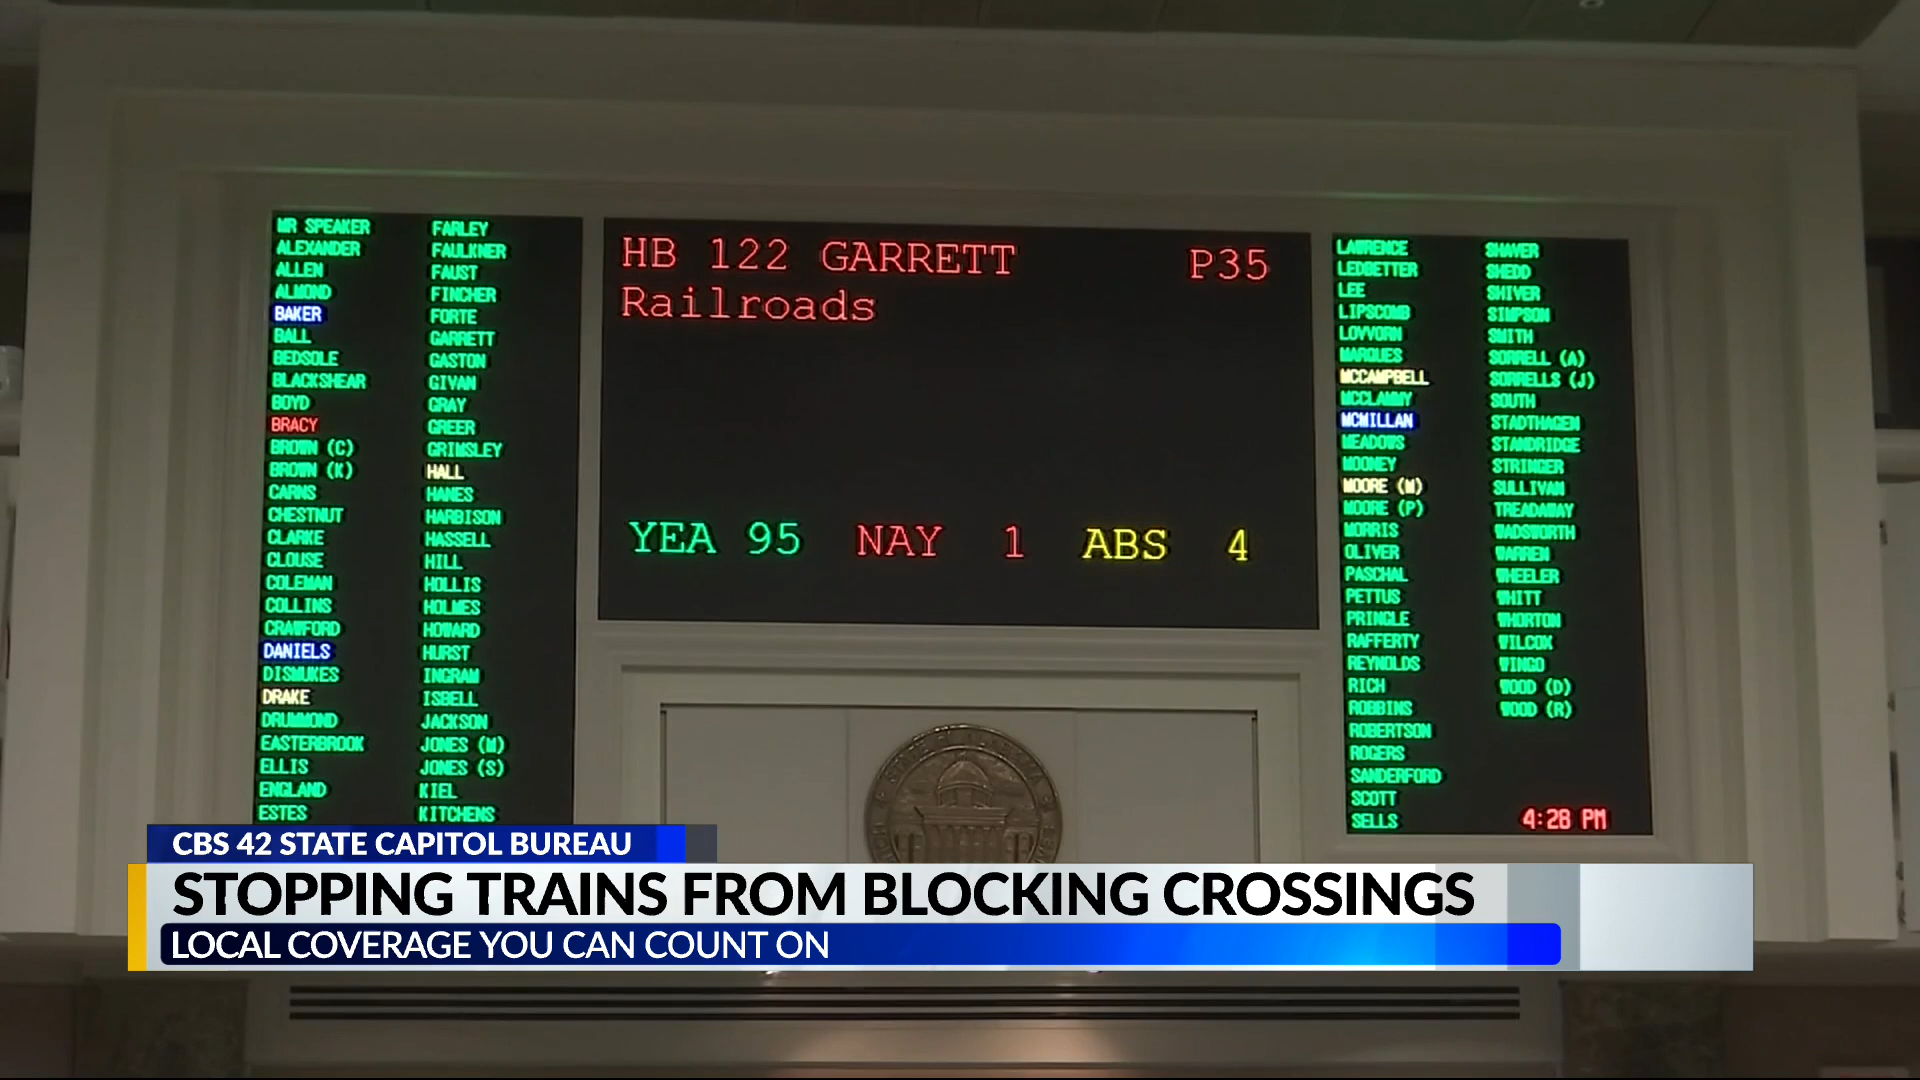 MR SPEAKER
ALEXANDER
ALLEN
ALMOND
BAKER
BALL
BEDSOLE
BLACKSHEAR
BOYD
BRACY
BROWN (C)
BROWN (K)
CARNS
CHESTNUT
CLARKE
CLOUSE
COLEMAN
COLLINS
CRAWFORD
DANIELS
DISMUKES
DRAKE
DRUMMOND
EASTERBROOK
ELLIS
ENGLAND
ESTES
FARLEY
FAULKNER
FAUST
FINCHER
FORTE
GARRETT
GASTON
GIVAN
GRAY
GREER
GRIMSLEY
HALL
HANES
HARBISON
HASSELL
HILL
HOLLIS
HOLMES
HOWARD
HURST
INGRAM
ISBELL
JACKSON
JONES (M)
JONES (S)
KIEL
KITCHENS
HB 122 GARRETT P35
Railroads
YEA 95 NAY 1 ABS 4
LAWRENCE
LEDBETTER
LEE
LIPSCOMB
LOVVORN
MARQUES
MCCAMPBELL
MCCLAMMY
MCMILLAN
MEADOWS
MOONEY
MOORE (M)
MOORE (P)
MORRIS
OLIVER
PASCHAL
PETTUS
PRINGLE
RAFFERTY
REYNOLDS
RICH
ROBBINS
ROBERTSON
ROGERS
SANDERFORD
SCOTT
SELLS
SHAVER
SHEDD
SHIVER
SIMPSON
SMITH
SORRELL (A)
SORRELLS (J)
SOUTH
STADTHAGEN
STANDRIDGE
STRINGER
SULLIVAN
TREADAWAY
WADSWORTH
WARREN
WHEELER
WHITT
WHORTON
WILCOX
WINGO
WOOD (D)
WOOD (R)
4:28 PM
CBS 42 STATE CAPITOL BUREAU
STOPPING TRAINS FROM BLOCKING CROSSINGS
LOCAL COVERAGE YOU CAN COUNT ON